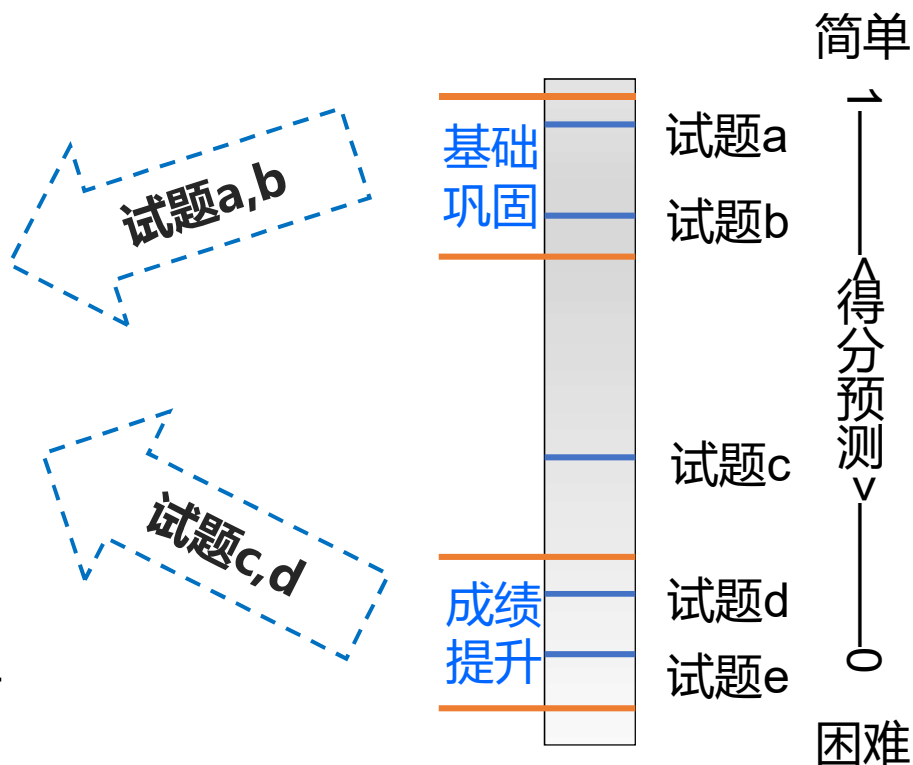 简单
1
试题a
基础
巩固
试题a,b
试题b
<得分预测>
试题c
试题c,d
成绩
提升
试题d
试题e
0
困难